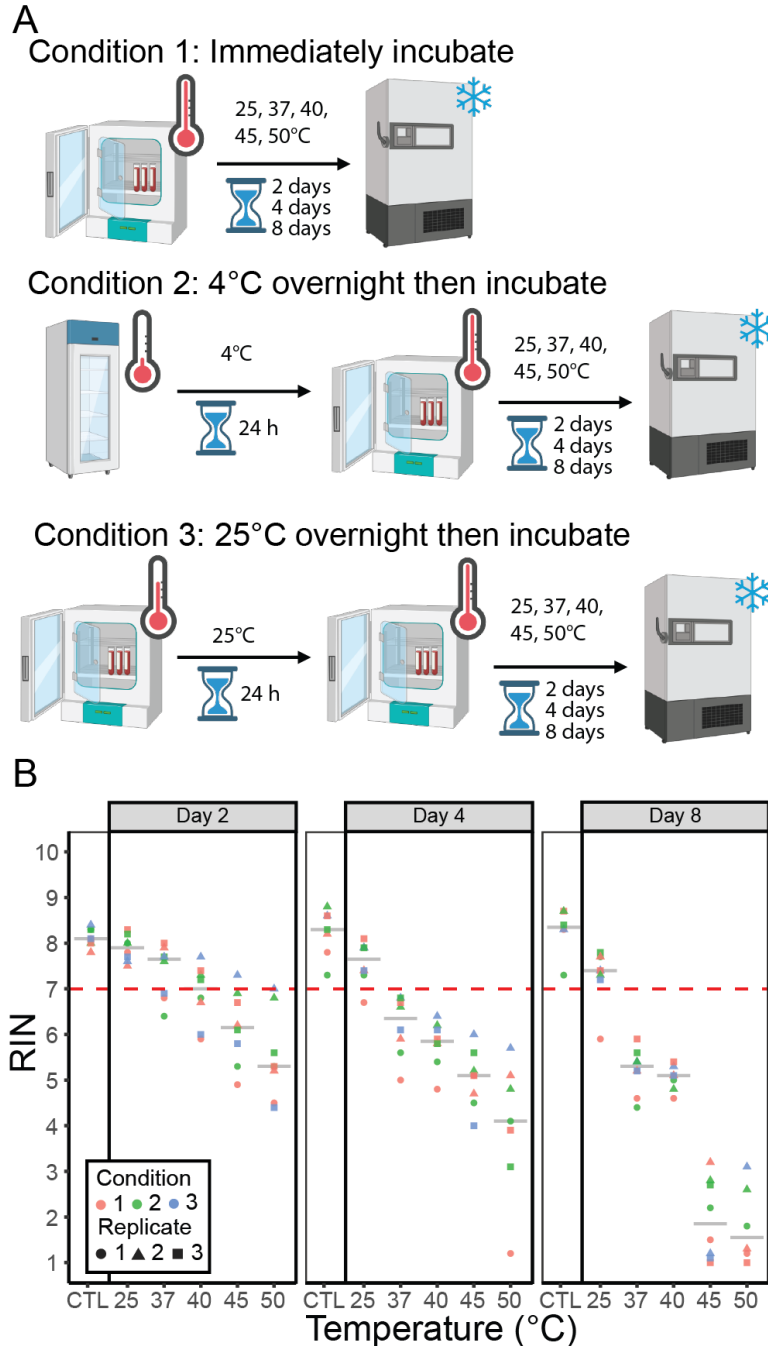 A
Condition 1: Immediately incubate
25, 37, 40,
45, 50°C
2 days
4 days
8 days
Condition 2: 4°C overnight then incubate
4°C
24 h
25, 37, 40,
45, 50°C
2 days
4 days
8 days
Condition 3: 25°C overnight then incubate
25°C
24 h
25, 37, 40,
45, 50°C
2 days
4 days
8 days
B
Day 2 Day 4 Day 8
RIN
10
9
8
7
6
5
4
3
2
1
Condition
1 2 3
Replicate
1 2 3
CTL 25 37 40 45 50 CTL 25 37 40 45 50 CTL 25 37 40 45 50
Temperature (°C)